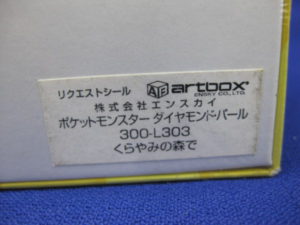 リクエストシール artbox
ENSKY CO.,LTD.
株式会社エンスカイ
ポケットモンスター ダイヤモンド・パール
300-L303
くらやみの森で